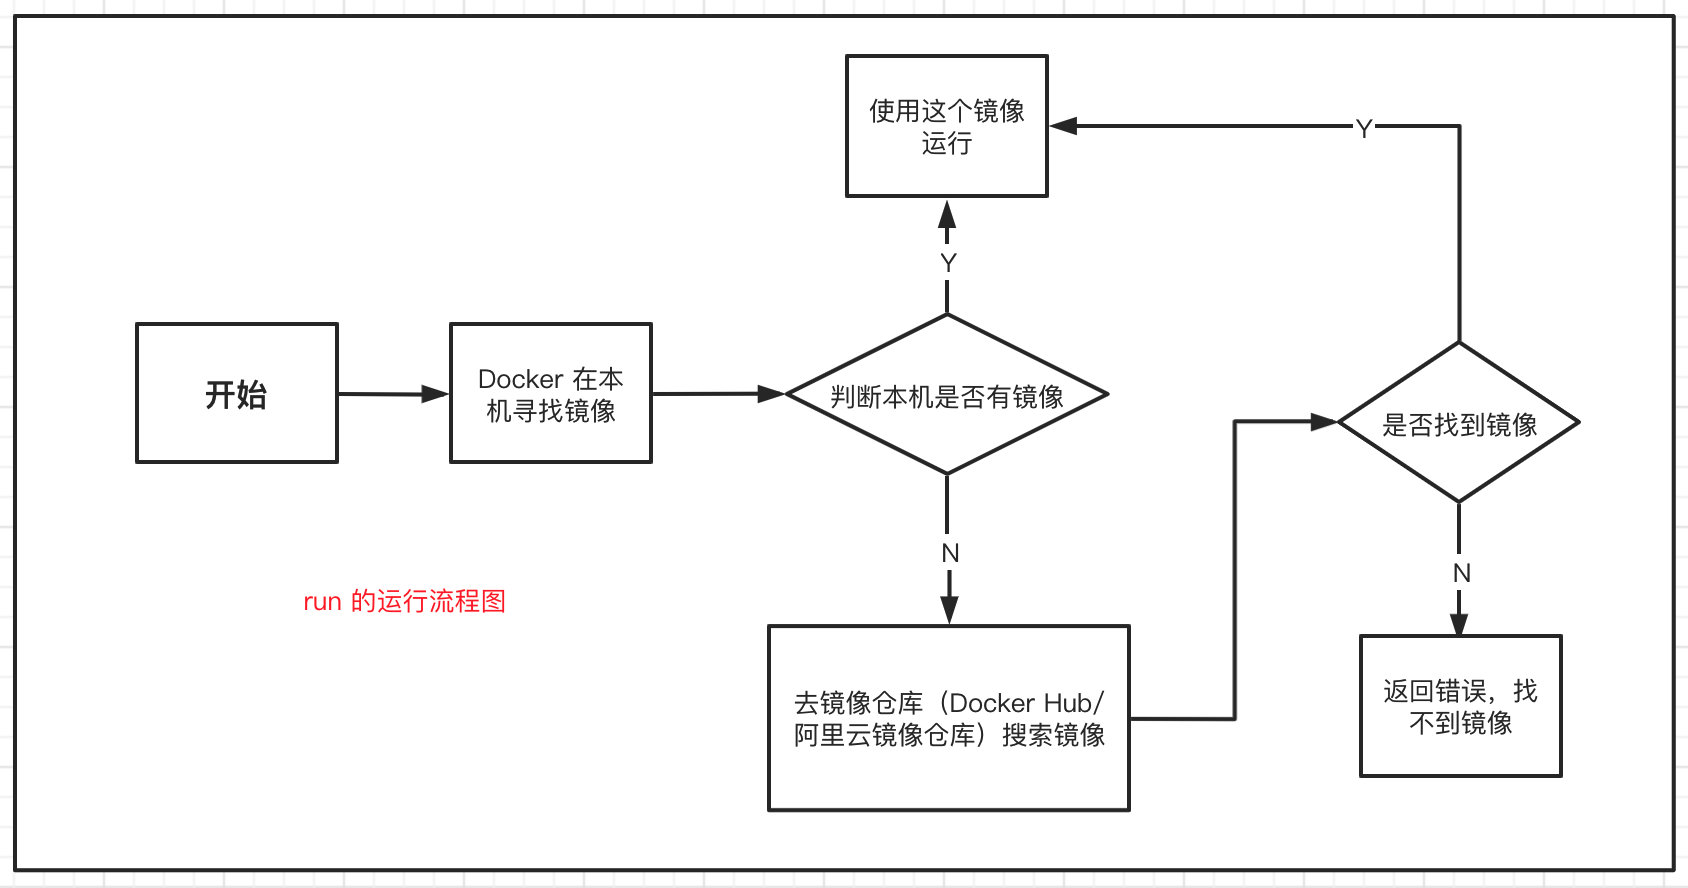 使用这个镜像
运行
Y
Y
开始
Docker 在本
机寻找镜像
判断本机是否有镜像
是否找到镜像
N
N
run 的运行流程图
去镜像仓库（Docker Hub/
阿里云镜像仓库）搜索镜像
返回错误，找
不到镜像